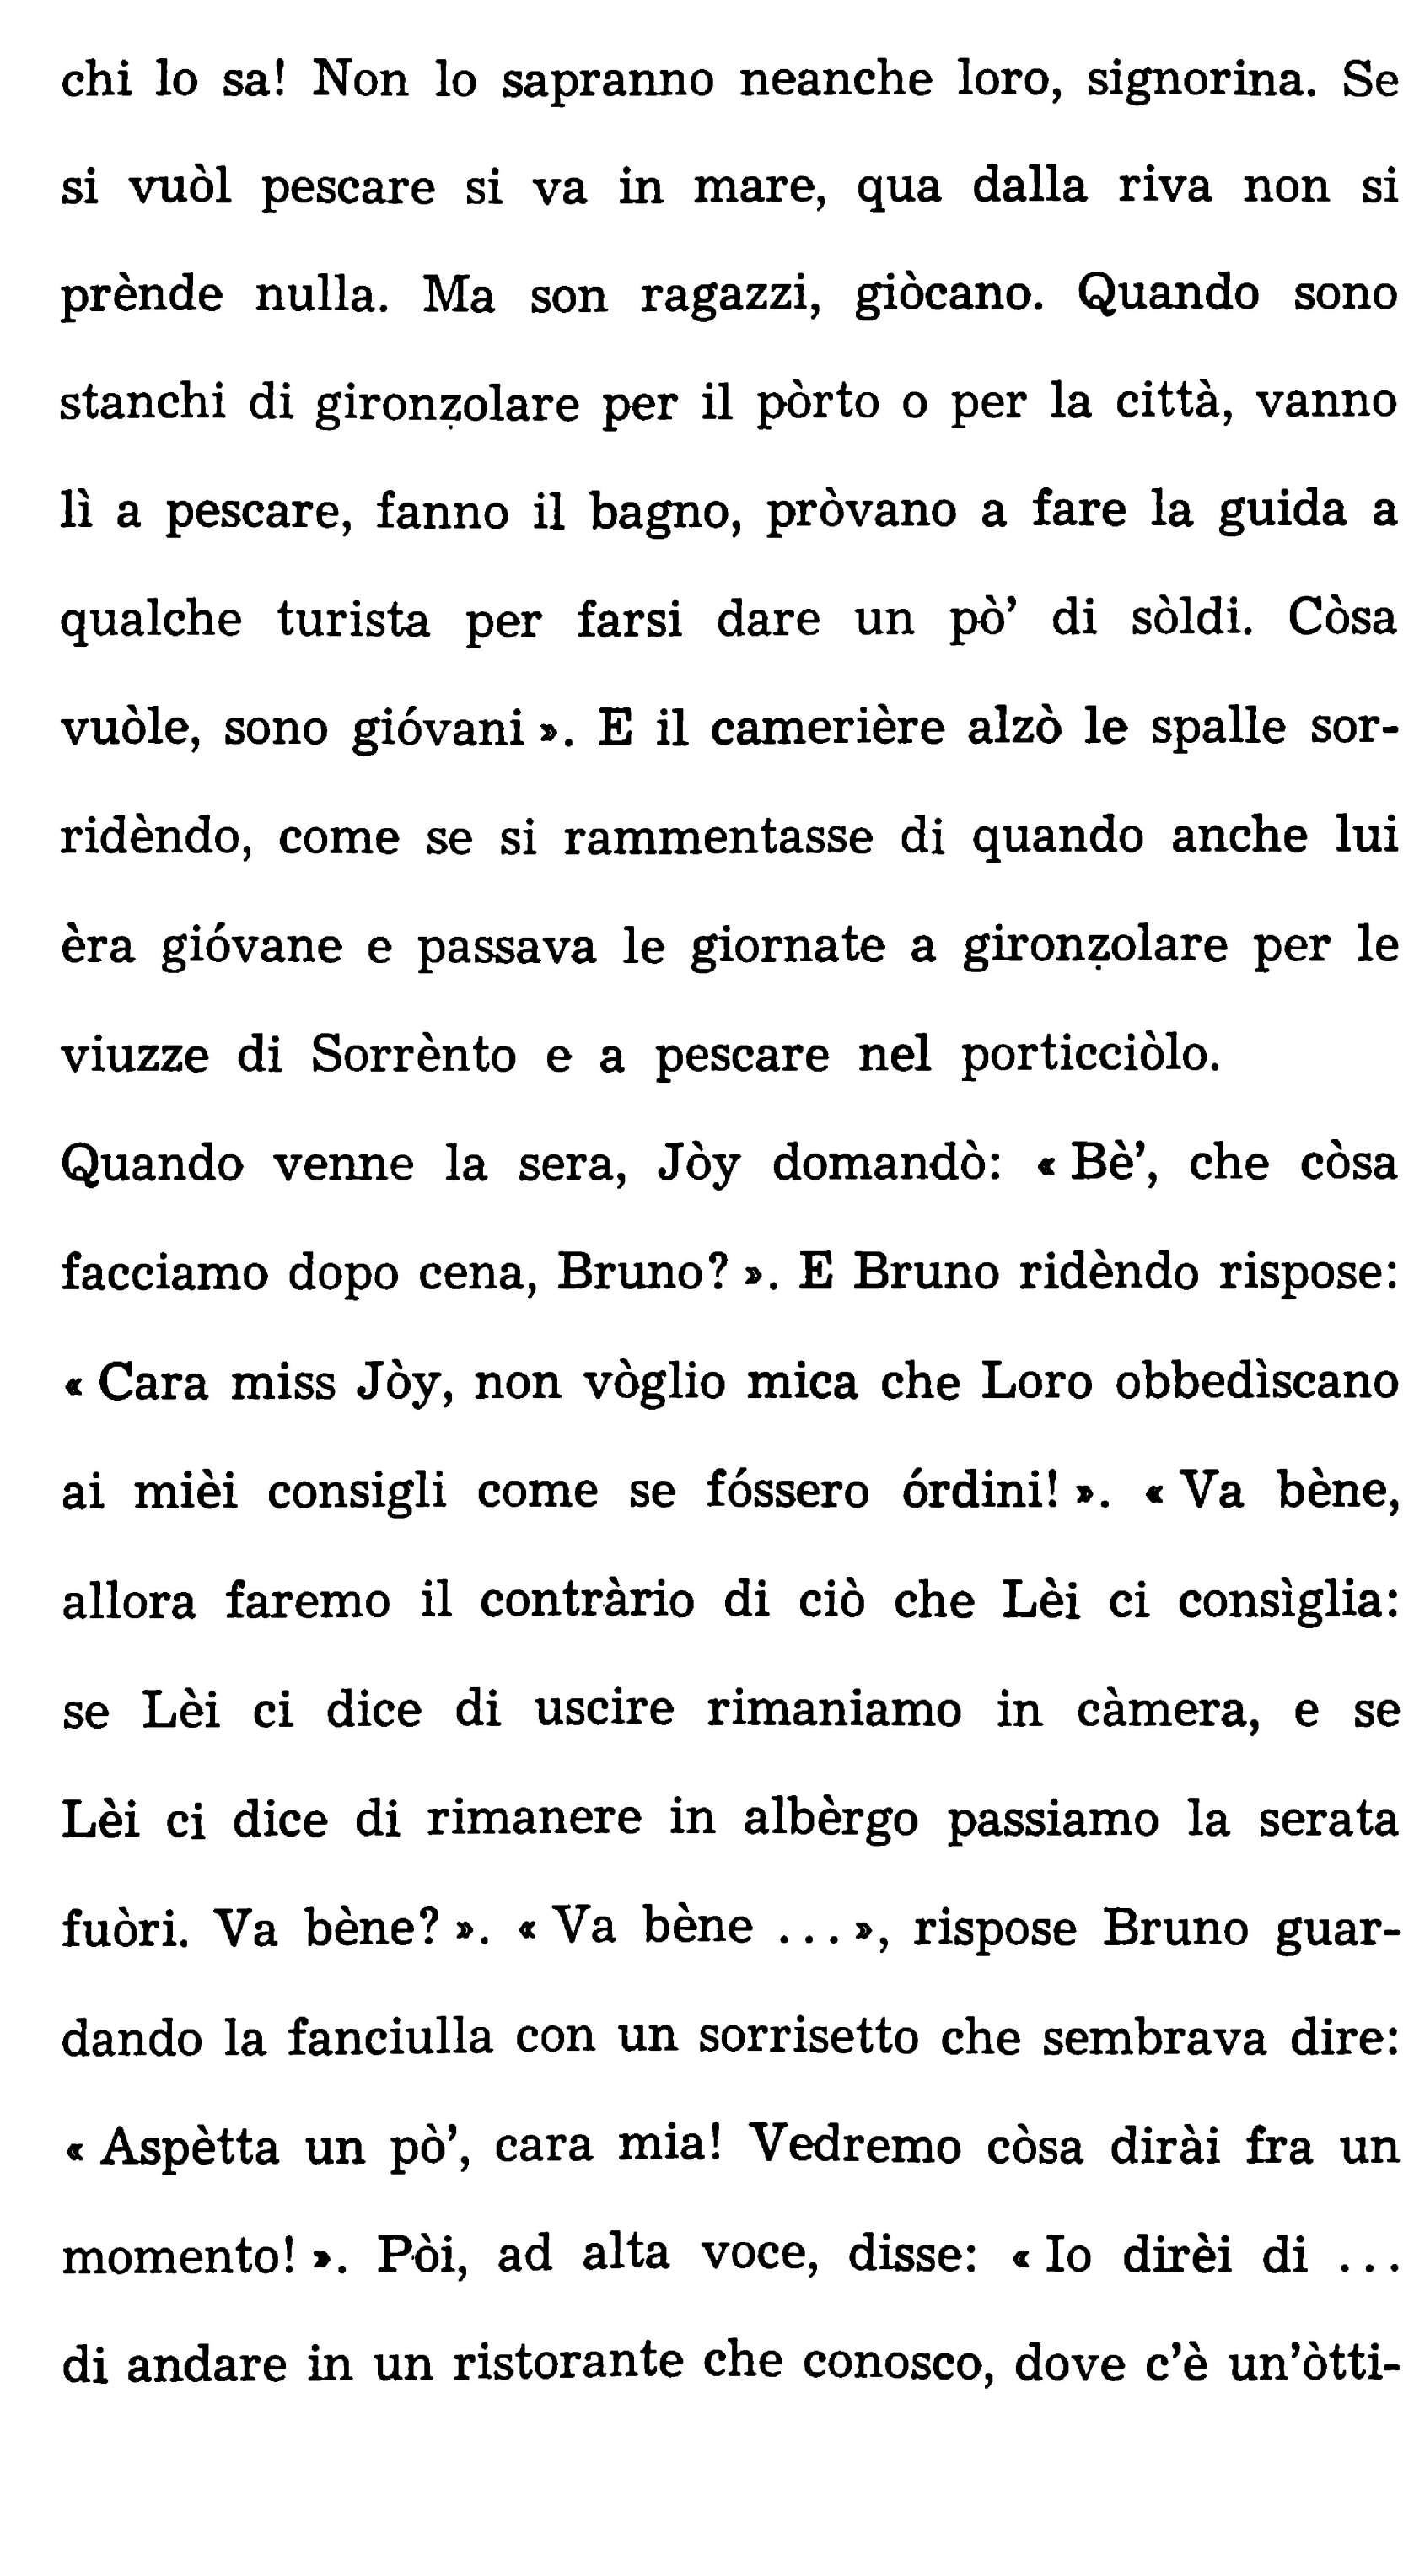 chi lo sa! Non lo sapranno neanche loro, signorina. Se
si vuòl pescare si va in mare, qua dalla riva non si
prènde nulla. Ma son ragazzi, giòcano. Quando sono
stanchi di gironẓolare per il pòrto o per la città, vanno
lì a pescare, fanno il bagno, pròvano a fare la guida a
qualche turista per farsi dare un pò’ di sòldi. Còsa
vuòle, sono gióvani ». E il camerière alzò le spalle sor-
ridèndo, come se si rammentasse di quando anche lui
èra gióvane e passava le giornate a gironẓolare per le
viuzze di Sorrènto e a pescare nel porticciòlo.
Quando venne la sera, Jòy domandò: « Bè’, che còsa
facciamo dopo cena, Bruno? ». E Bruno ridèndo rispose:
« Cara miss Jòy, non vòglio mica che Loro obbedìscano
ai mièi consigli come se fóssero órdini! ». « Va bène,
allora faremo il contràrio di ciò che Lèi ci consìglia:
se Lèi ci dice di uscire rimaniamo in càmera, e se
Lèi ci dice di rimanere in albèrgo passiamo la serata
fuòri. Va bène? ». « Va bène ... », rispose Bruno guar-
dando la fanciulla con un sorrisetto che sembrava dire:
« Aspètta un pò’, cara mia! Vedremo còsa dirài fra un
momento! ». Pòi, ad alta voce, disse: « Io dirèi di ...
di andare in un ristorante che conosco, dove c’è un’òtti-